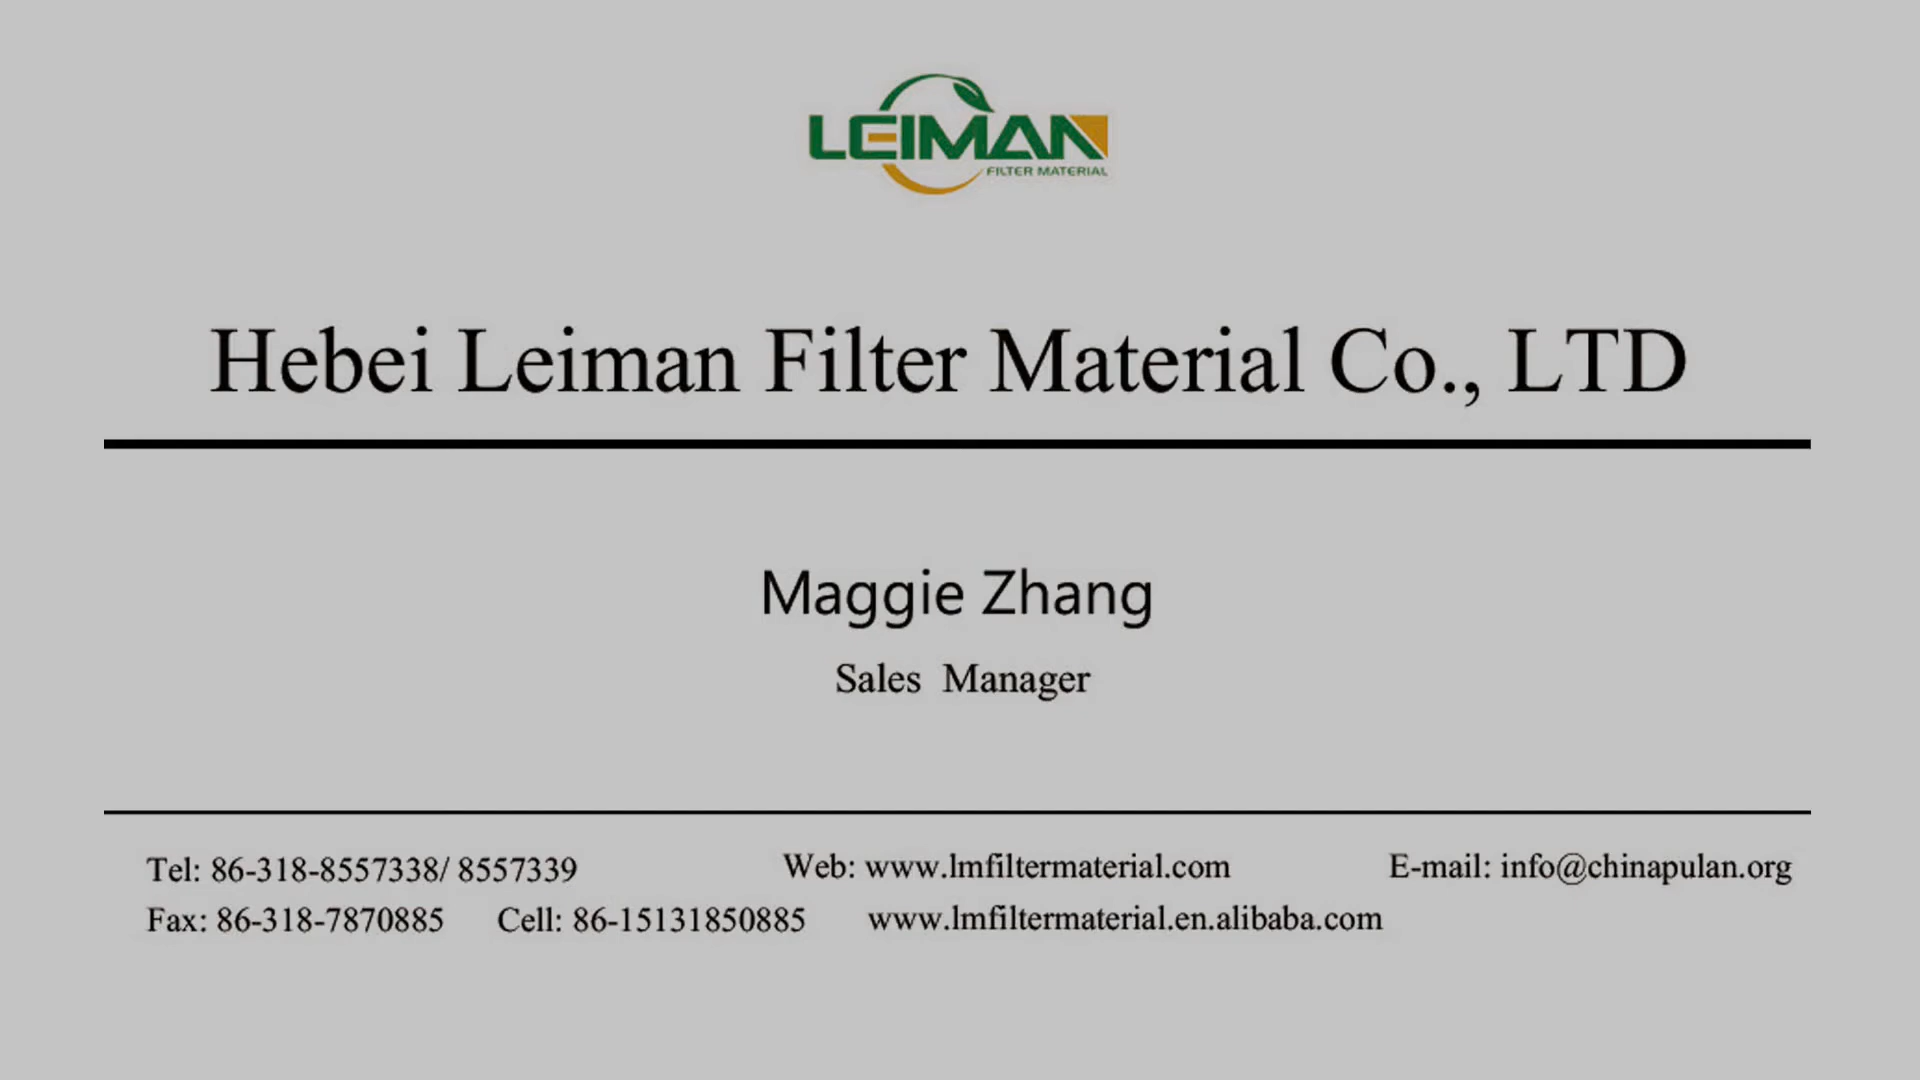 LEIMAN
FILTER MATERIAL
Hebei Leiman Filter Material Co., LTD
Maggie Zhang
Sales Manager
Tel: 86-318-8557338/ 8557339
Web: www.lmfiltermaterial.com
E-mail: info@chinapulan.org
Fax: 86-318-7870885
Cell: 86-15131850885
www.lmfiltermaterial.en.alibaba.com